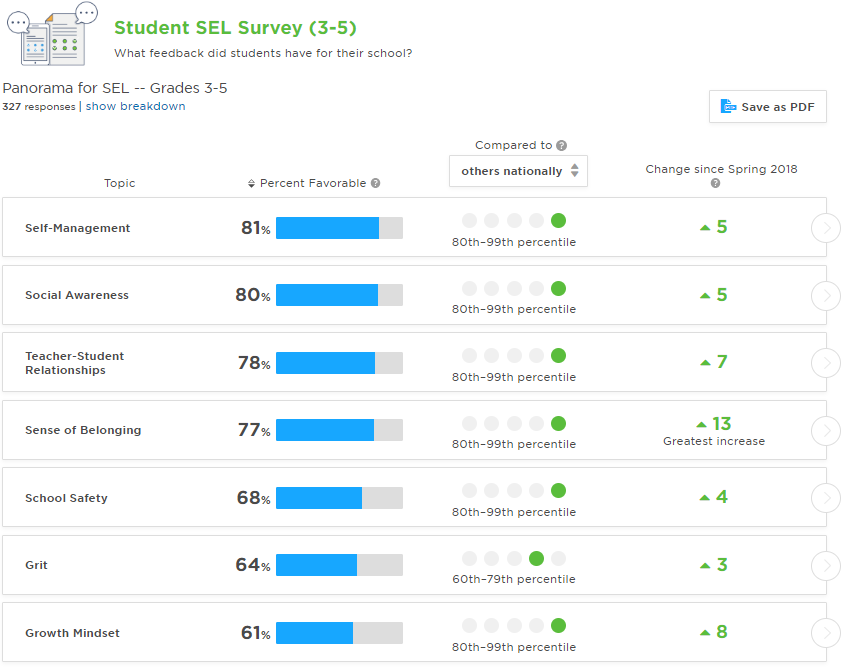 Student SEL Survey (3-5)
What feedback did students have for their school?
Panorama for SEL -- Grades 3-5
327 responses | show breakdown
Save as PDF
Compared to ?
others nationally
Topic
Percent Favorable ?
Change since Spring 2018
?
Self-Management
81%
80th–99th percentile
5
Social Awareness
80%
80th–99th percentile
5
Teacher-Student
Relationships
78%
80th–99th percentile
7
Sense of Belonging
77%
80th–99th percentile
13
Greatest increase
School Safety
68%
80th–99th percentile
4
Grit
64%
60th–79th percentile
3
Growth Mindset
61%
80th–99th percentile
8